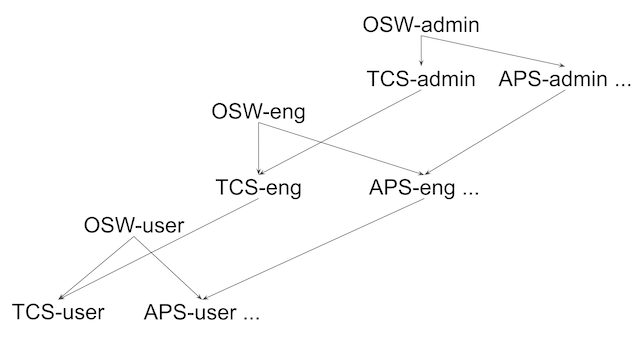 OSW-admin
TCS-admin APS-admin ...
OSW-eng
TCS-eng APS-eng ...
OSW-user
TCS-user APS-user ...